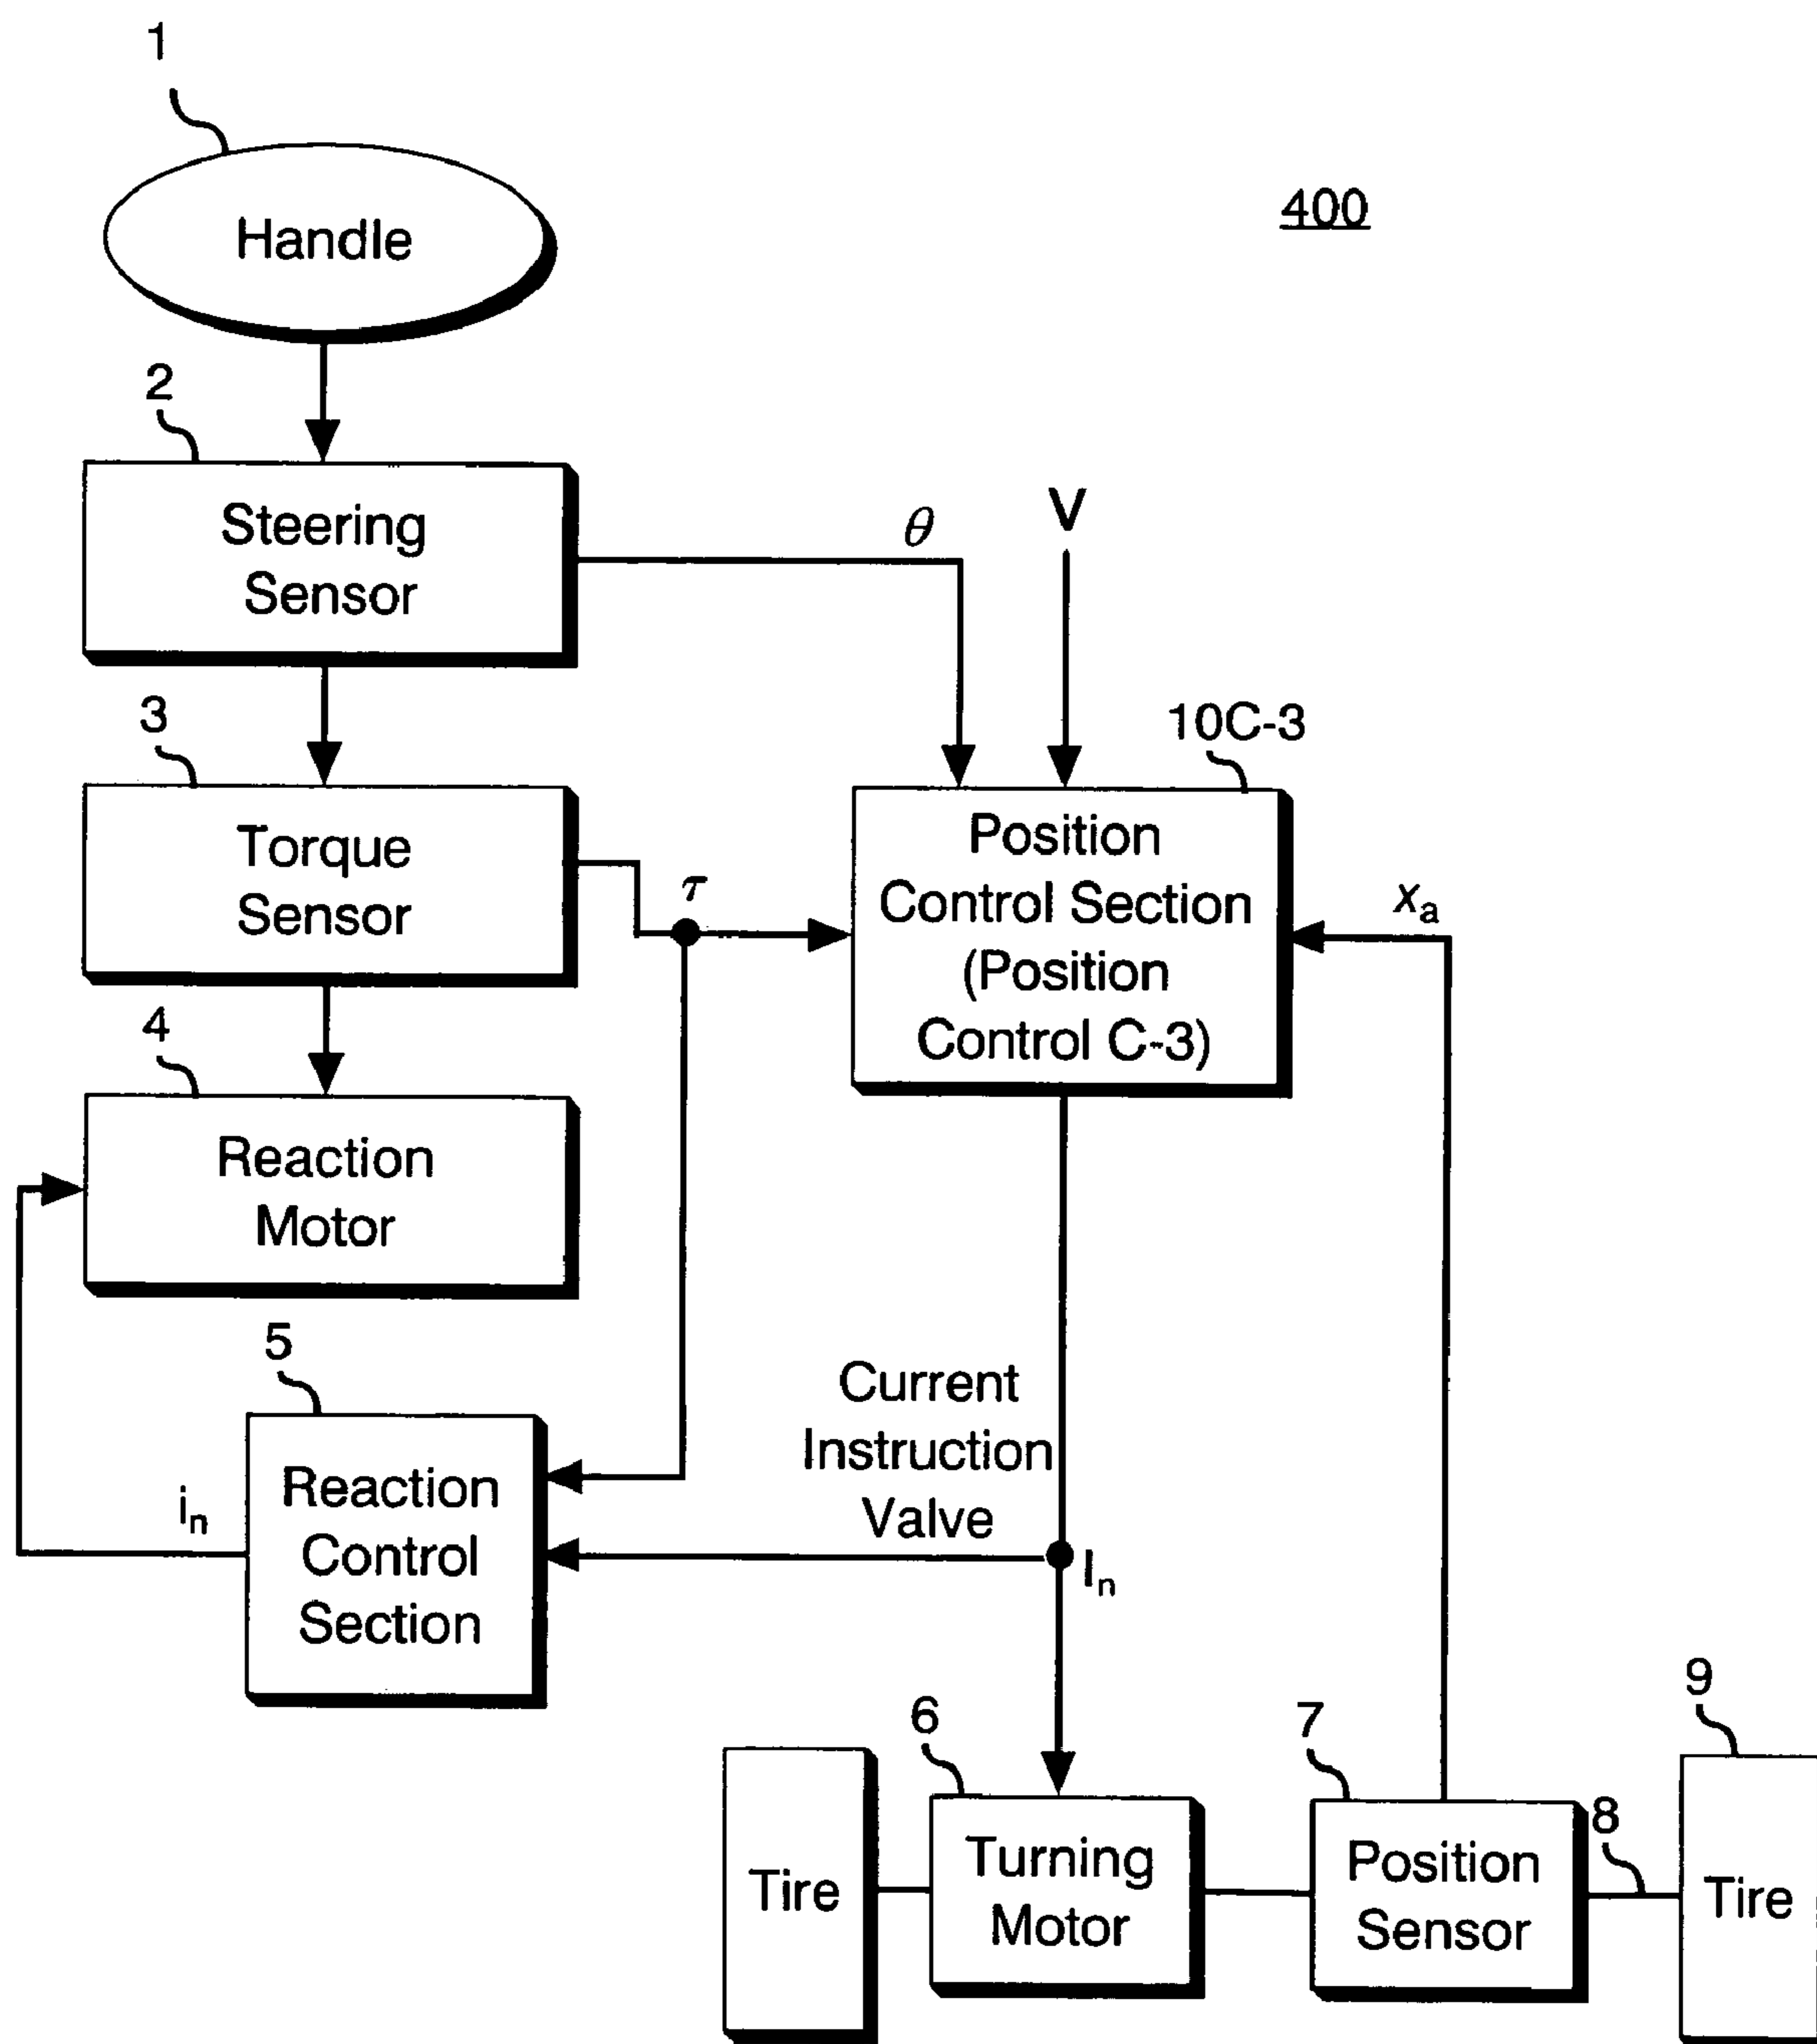 1
Handle
400
2
Steering
Sensor
θ
V
3
Torque
Sensor
τ
10C-3
Position
Control Section
(Position
Control C-3)
xa
4
Reaction
Motor
5
Reaction
Control
Section
in
Current
Instruction
Valve
In
Tire
6
Turning
Motor
7
Position
Sensor
8
9
Tire